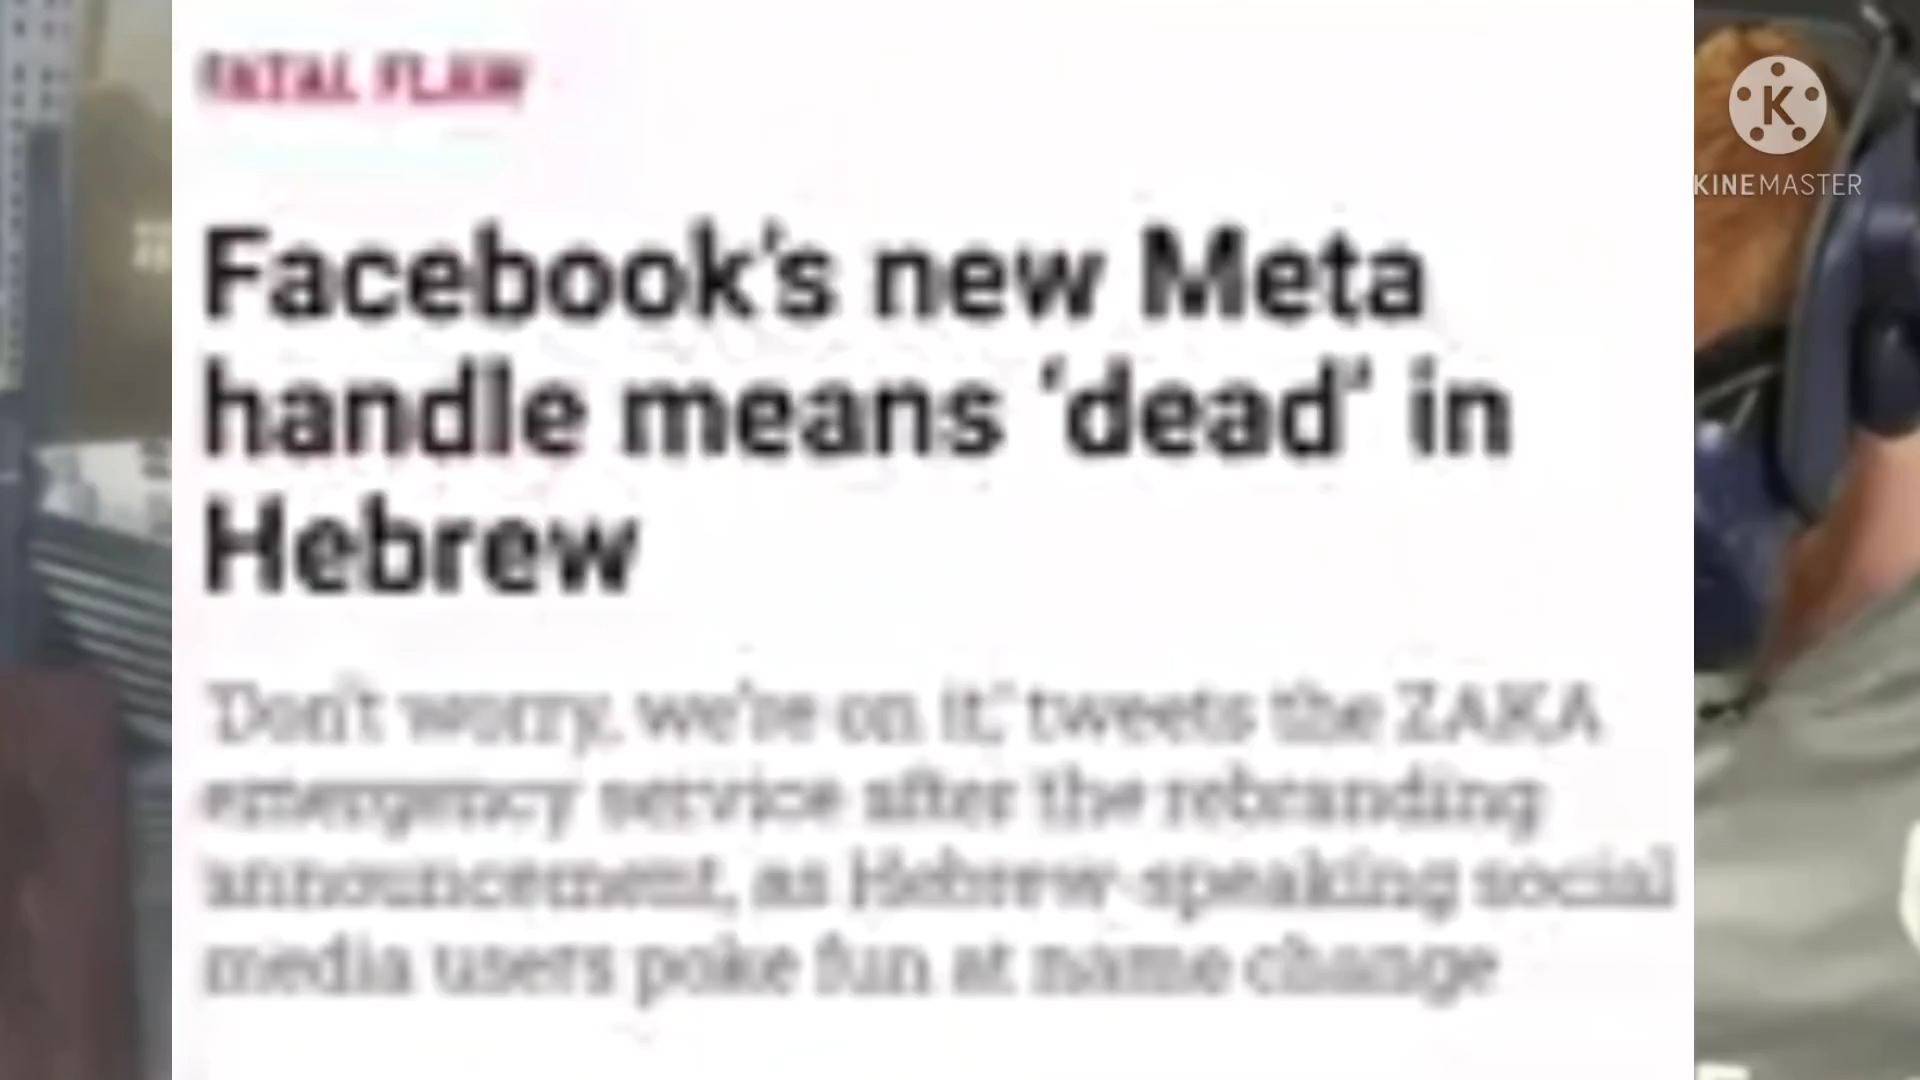 FATAL FLAW
Facebook's new Meta
handle means 'dead' in
Hebrew
'Don't worry, we're on it,' tweets the ZAKA
emergency service after the rebranding
announcement, as Hebrew-speaking social
media users poke fun at name change
K
KINEMASTER